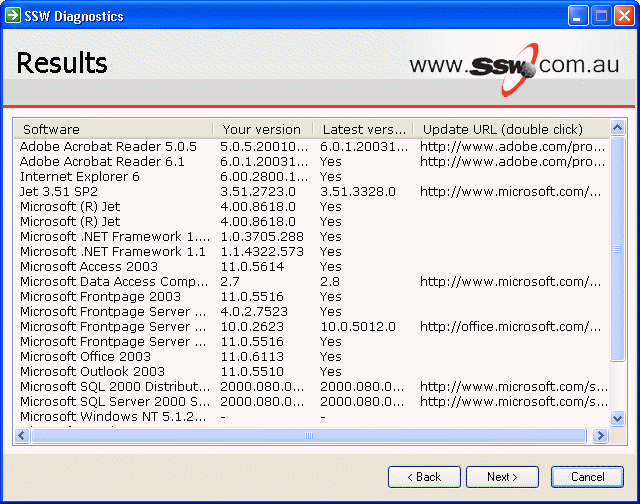 SSW Diagnostics
Results
www.SSW.com.au
Software Your version Latest vers... Update URL (double click)
Adobe Acrobat Reader 5.0.5 5.0.5.20010... 6.0.1.20031... http://www.adobe.com/pro...
Adobe Acrobat Reader 6.1 6.0.1.20031... Yes http://www.adobe.com/pro...
Internet Explorer 6 6.00.2800.1... Yes
Jet 3.51 SP2 3.51.2723.0 3.51.3328.0 http://www.microsoft.com/...
Microsoft (R) Jet 4.00.8618.0 Yes
Microsoft (R) Jet 4.00.8618.0 Yes
Microsoft .NET Framework 1.... 1.0.3705.288 Yes
Microsoft .NET Framework 1.1 1.1.4322.573 Yes
Microsoft Access 2003 11.0.5614 Yes
Microsoft Data Access Comp... 2.7 2.8 http://www.microsoft.com/...
Microsoft Frontpage 2003 11.0.5516 Yes
Microsoft Frontpage Server ... 4.0.2.7523 Yes
Microsoft Frontpage Server ... 10.0.2623 10.0.5012.0 http://office.microsoft.com/...
Microsoft Frontpage Server ... 11.0.5516 Yes
Microsoft Office 2003 11.0.6113 Yes
Microsoft Outlook 2003 11.0.5510 Yes
Microsoft SQL 2000 Distribut... 2000.080.0... 2000.080.0... http://www.microsoft.com/s...
Microsoft SQL Server 2000 S... 2000.080.0... 2000.080.0... http://www.microsoft.com/s...
Microsoft Windows NT 5.1.2... - -
< Back Next > Cancel